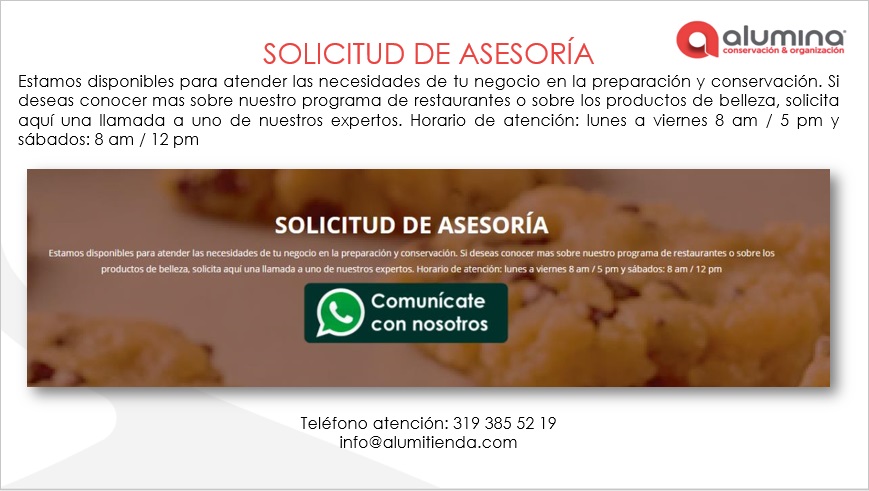 alumina®
conservación & organización
SOLICITUD DE ASESORÍA
Estamos disponibles para atender las necesidades de tu negocio en la preparación y conservación. Si
deseas conocer mas sobre nuestro programa de restaurantes o sobre los productos de belleza, solicita
aquí una llamada a uno de nuestros expertos. Horario de atención: lunes a viernes 8 am / 5 pm y
sábados: 8 am / 12 pm
SOLICITUD DE ASESORÍA
Estamos disponibles para atender las necesidades de tu negocio en la preparación y conservación. Si deseas conocer mas sobre nuestro programa de restaurantes o sobre los
productos de belleza, solicita aquí una llamada a uno de nuestros expertos. Horario de atención: lunes a viernes 8 am / 5 pm y sábados: 8 am / 12 pm
Comunícate
con nosotros
Teléfono atención: 319 385 52 19
info@alumitienda.com